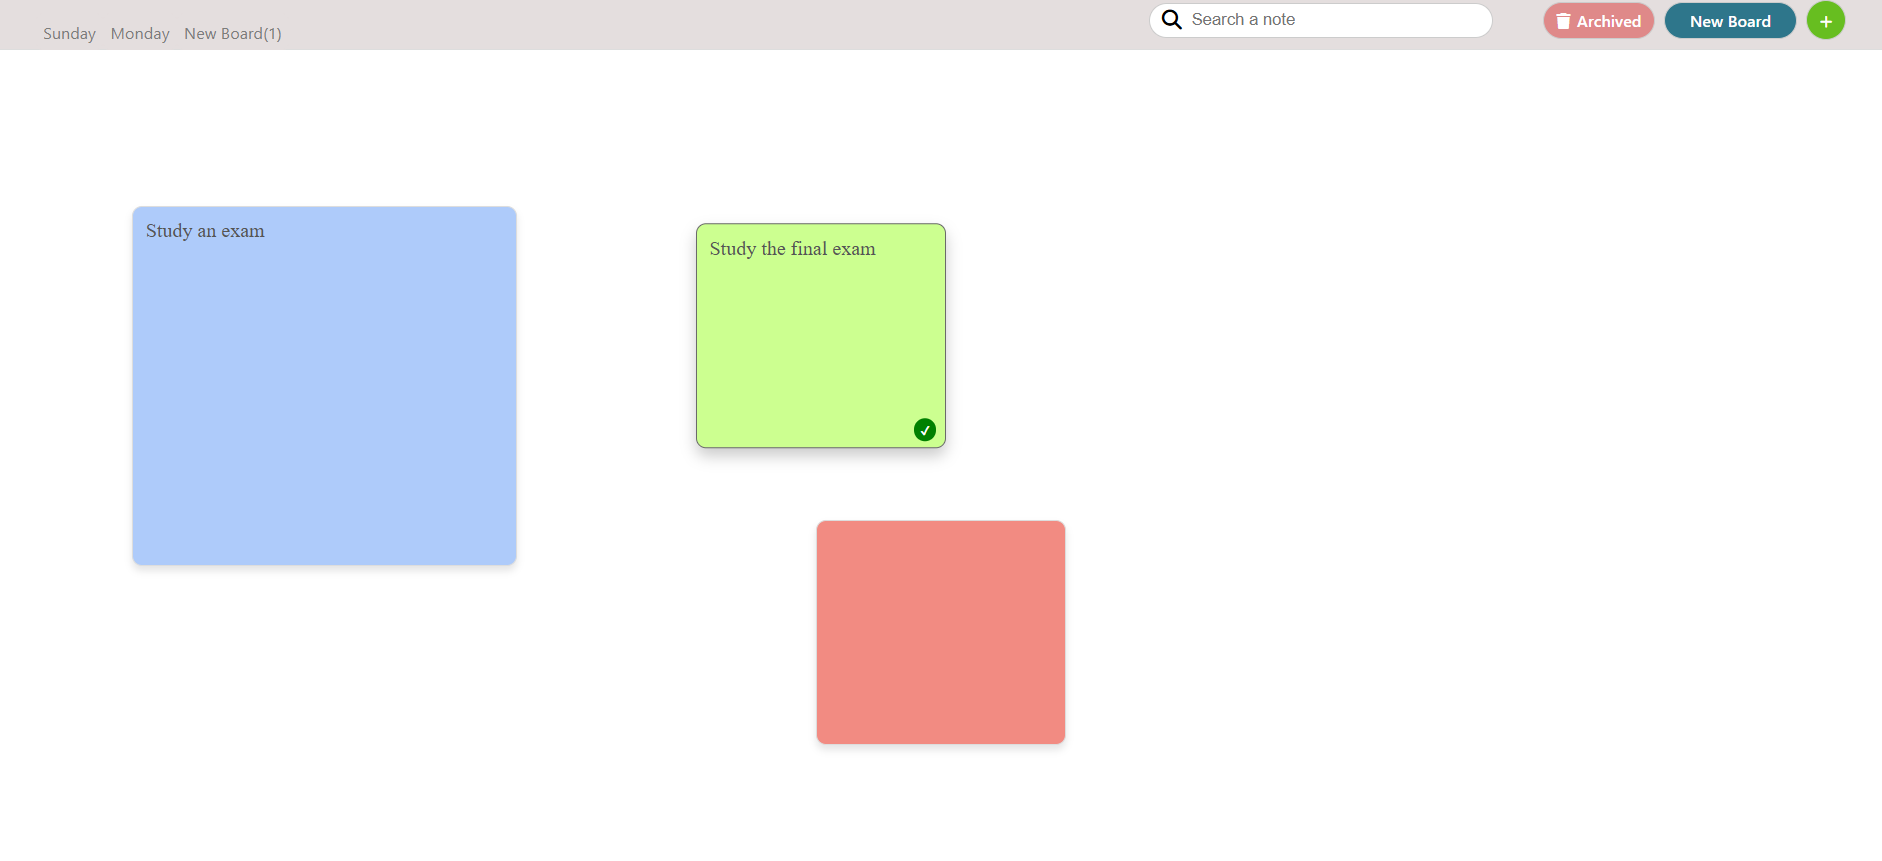 Sunday Monday New Board(1)
Search a note
Archived
New Board
+
Study an exam
Study the final exam